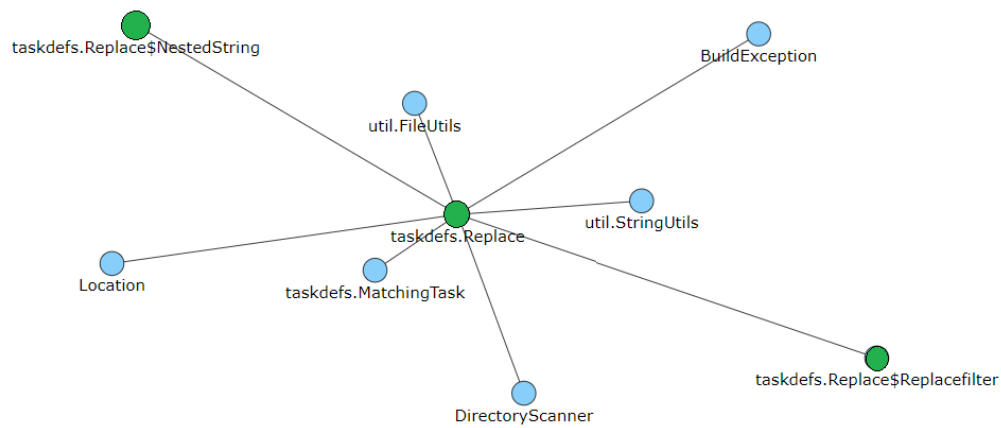 taskdefs.Replace$NestedString
BuildException
util.FileUtils
util.StringUtils
taskdefs.Replace
Location
taskdefs.MatchingTask
taskdefs.Replace$Replacefilter
DirectoryScanner